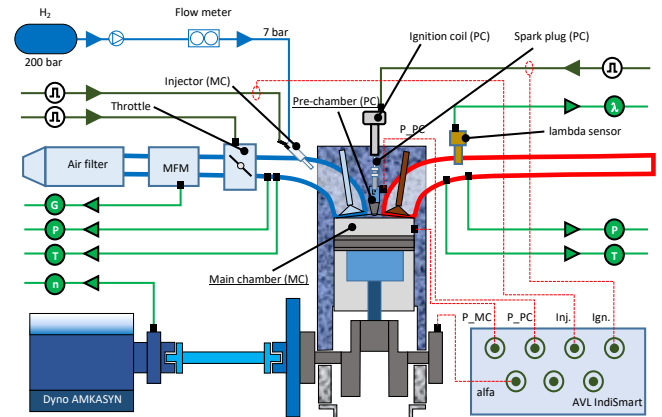 H₂
Flow meter
7 bar
200 bar
Ignition coil (PC)
Spark plug (PC)
Injector (MC)
Pre-chamber (PC)
Throttle
P_PC
λ
lambda sensor
Air filter
MFM
G
P
T
n
P
T
Main chamber (MC)
P_MC
P_PC
Inj.
Ign.
alfa
AVL IndiSmart
Dyno AMKASYN